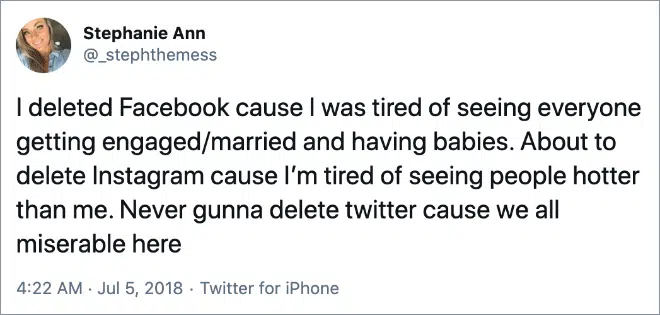 Stephanie Ann
@_stephthemess
I deleted Facebook cause I was tired of seeing everyone
getting engaged/married and having babies. About to
delete Instagram cause I’m tired of seeing people hotter
than me. Never gunna delete twitter cause we all
miserable here
4:22 AM · Jul 5, 2018 · Twitter for iPhone